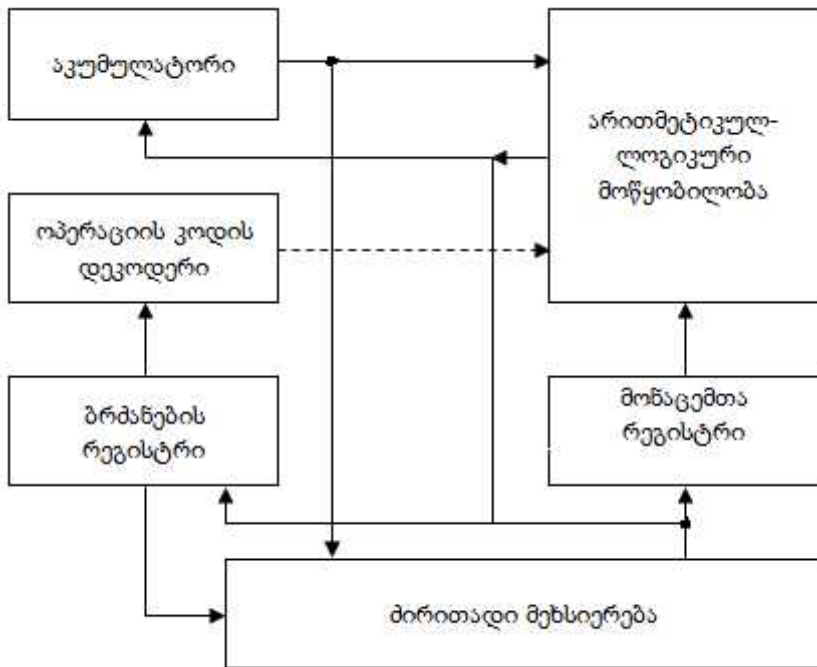 აკუმულატორი
არითმეტიკულ-
ლოგიკური
მოწყობილობა
ოპერაციის კოდის
დეკოდერი
ბრძანების
რეგისტრი
მონაცემთა
რეგისტრი
ძირითადი მეხსიერება